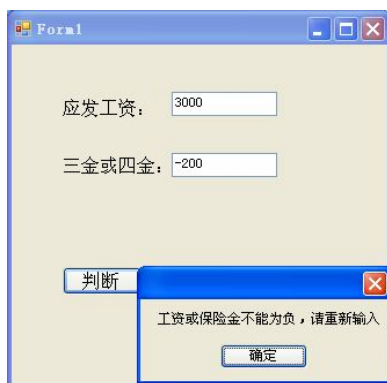 Form1
应发工资：
3000
三金或四金：
-200
判断
工资或保险金不能为负，请重新输入
确定